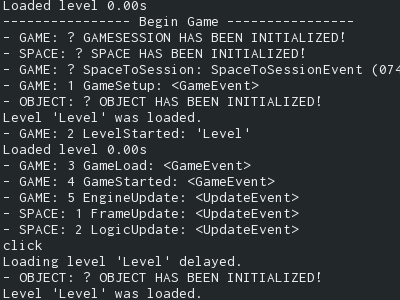 Loaded level 0.00s
---------------- Begin Game ----------------
- GAME: ? GAMESESSION HAS BEEN INITIALIZED!
- SPACE: ? SPACE HAS BEEN INITIALIZED!
- GAME: ? SpaceToSession: SpaceToSessionEvent (074
- GAME: 1 GameSetup: <GameEvent>
- OBJECT: ? OBJECT HAS BEEN INITIALIZED!
Level 'Level' was loaded.
- GAME: 2 LevelStarted: 'Level'
Loaded level 0.00s
- GAME: 3 GameLoad: <GameEvent>
- GAME: 4 GameStarted: <GameEvent>
- GAME: 5 EngineUpdate: <UpdateEvent>
- SPACE: 1 FrameUpdate: <UpdateEvent>
- SPACE: 2 LogicUpdate: <UpdateEvent>
click
Loading level 'Level' delayed.
- OBJECT: ? OBJECT HAS BEEN INITIALIZED!
Level 'Level' was loaded.